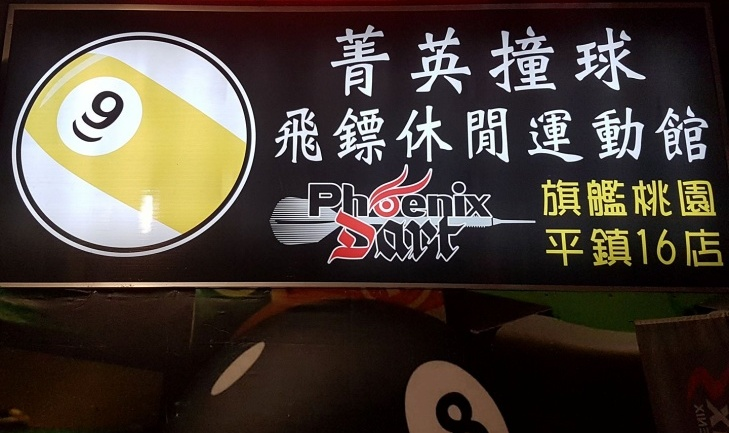 9
菁英撞球
飛鏢休閒運動館
Phoenix
Dart
旗艦桃園
平鎮16店
8